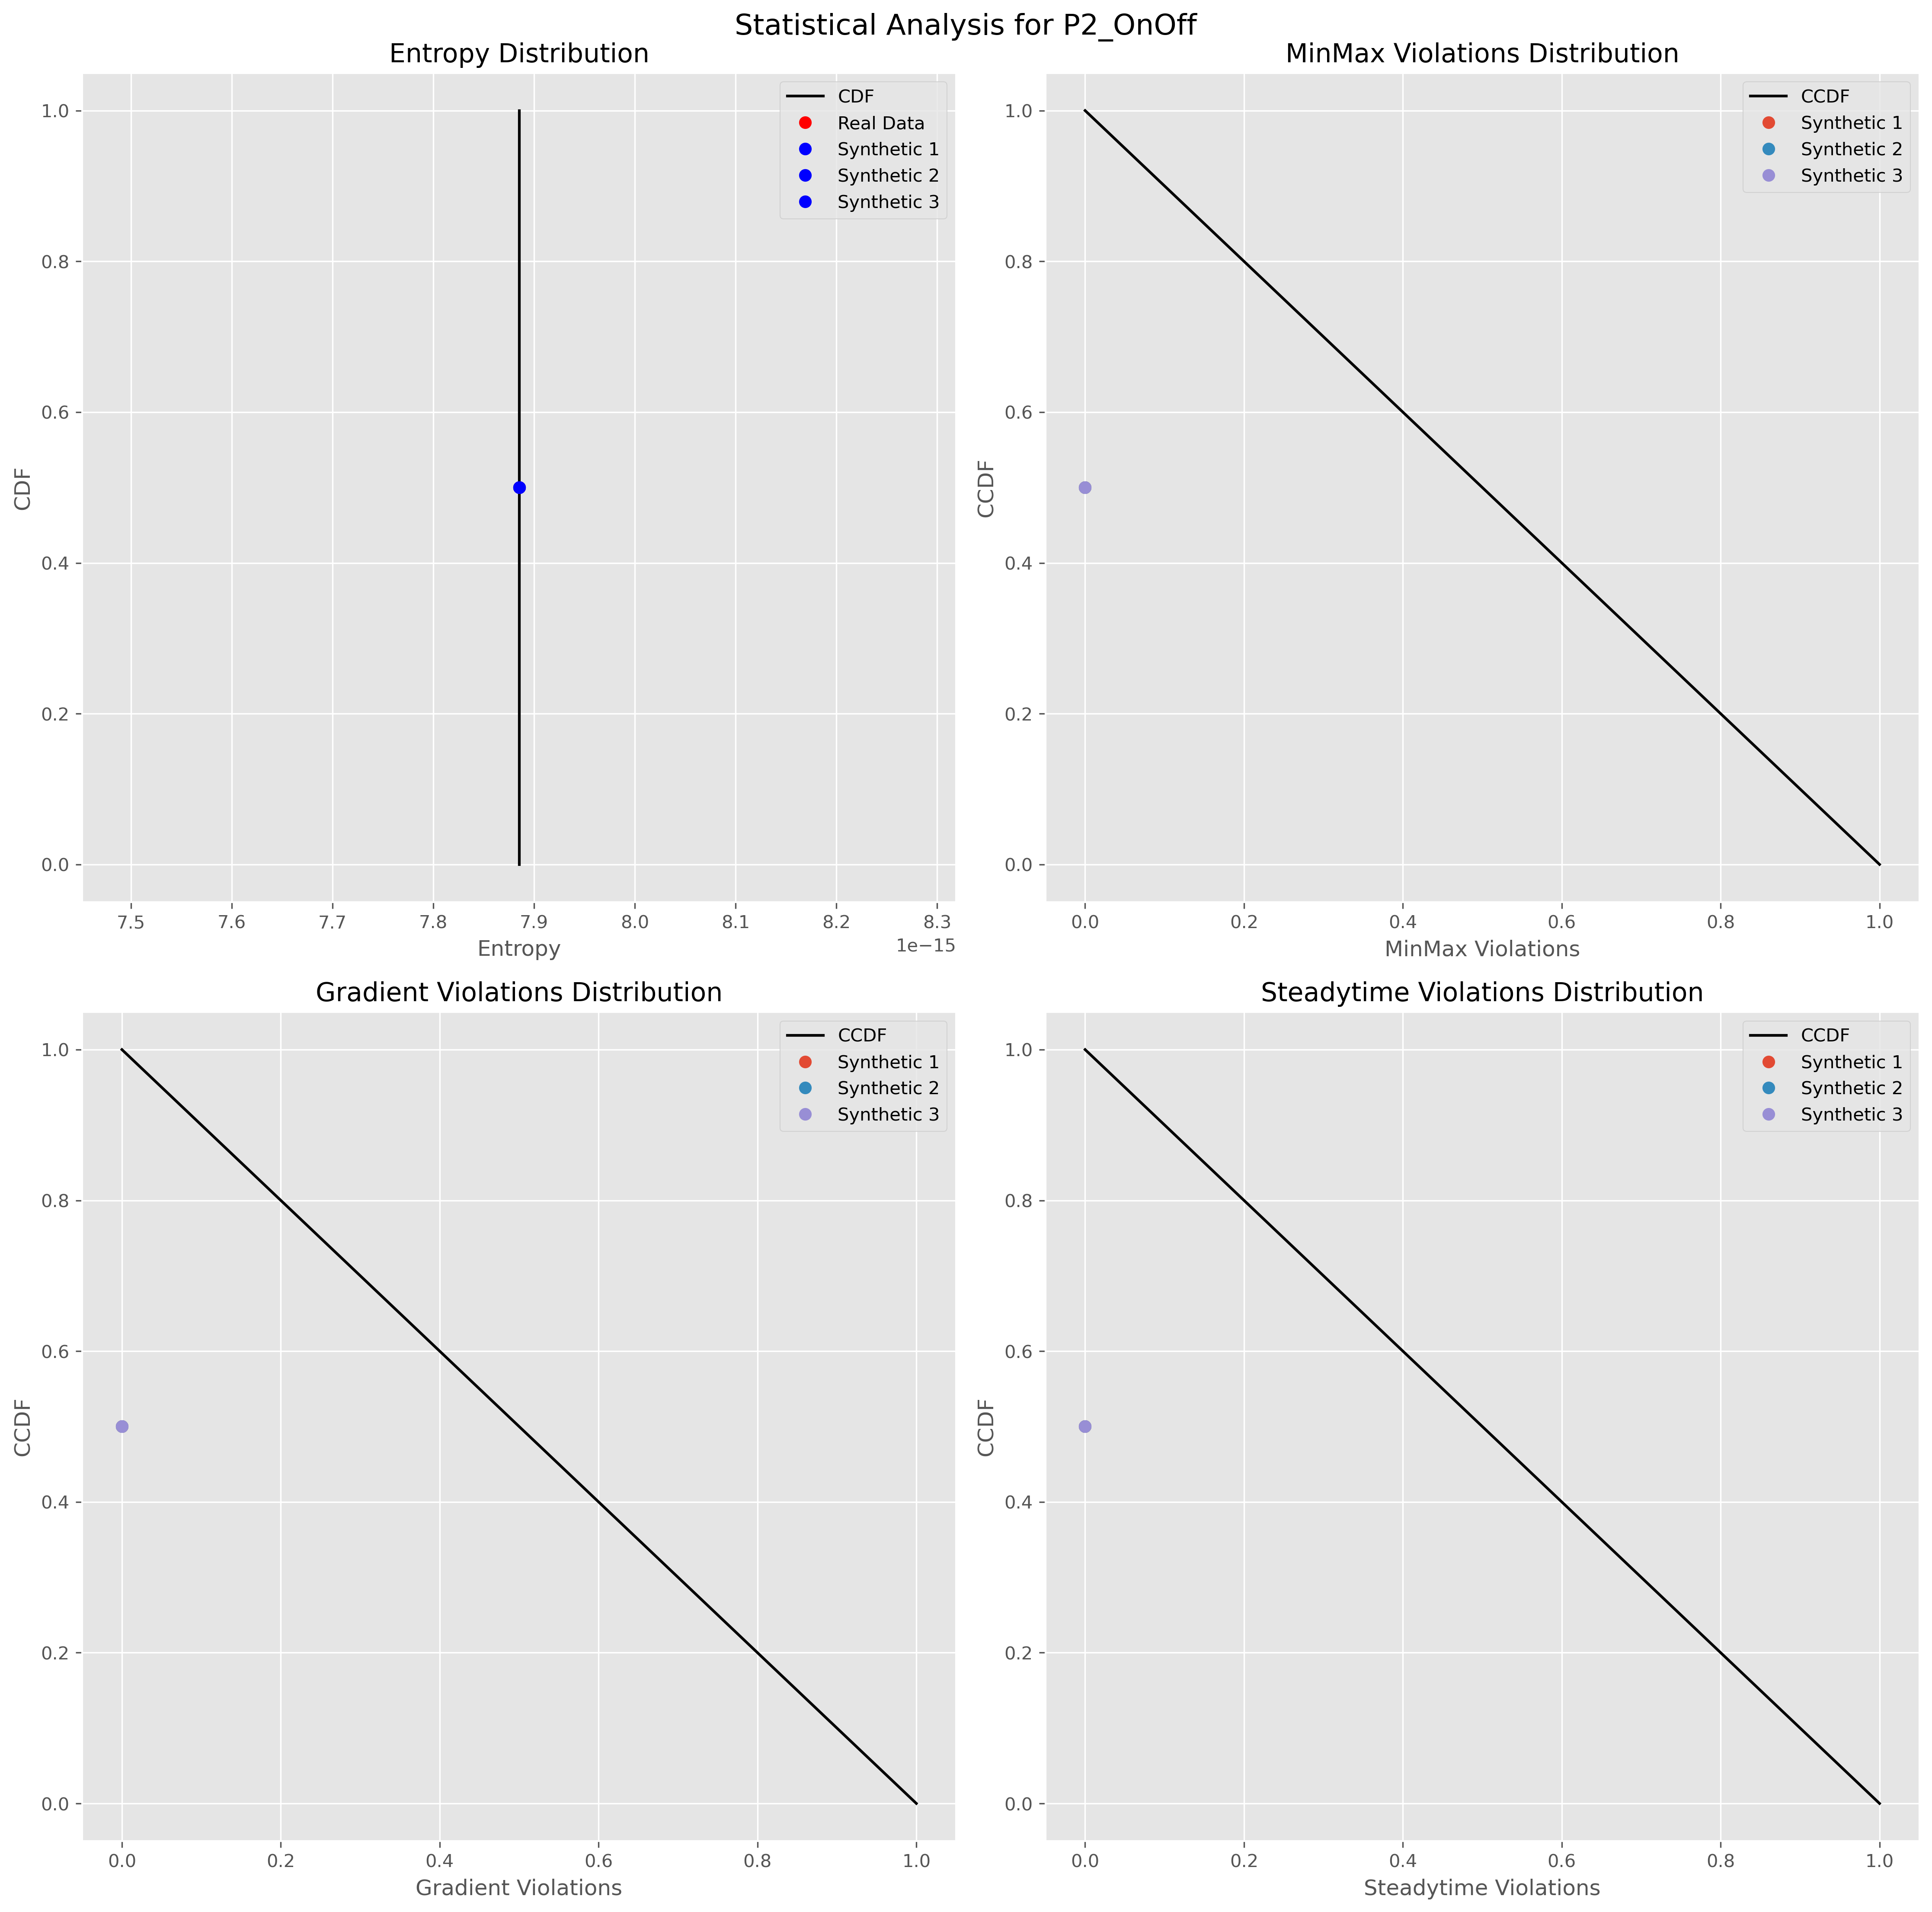 Statistical Analysis for P2_OnOff
Entropy Distribution
CDF
Real Data
Synthetic 1
Synthetic 2
Synthetic 3
1.0
0.8
0.6
0.4
0.2
0.0
CDF
7.5 7.6 7.7 7.8 7.9 8.0 8.1 8.2 8.3
1e−15
Entropy
MinMax Violations Distribution
CCDF
Synthetic 1
Synthetic 2
Synthetic 3
1.0
0.8
0.6
0.4
0.2
0.0
CCDF
0.0 0.2 0.4 0.6 0.8 1.0
MinMax Violations
Gradient Violations Distribution
CCDF
Synthetic 1
Synthetic 2
Synthetic 3
1.0
0.8
0.6
0.4
0.2
0.0
CCDF
0.0 0.2 0.4 0.6 0.8 1.0
Gradient Violations
Steadytime Violations Distribution
CCDF
Synthetic 1
Synthetic 2
Synthetic 3
1.0
0.8
0.6
0.4
0.2
0.0
CCDF
0.0 0.2 0.4 0.6 0.8 1.0
Steadytime Violations